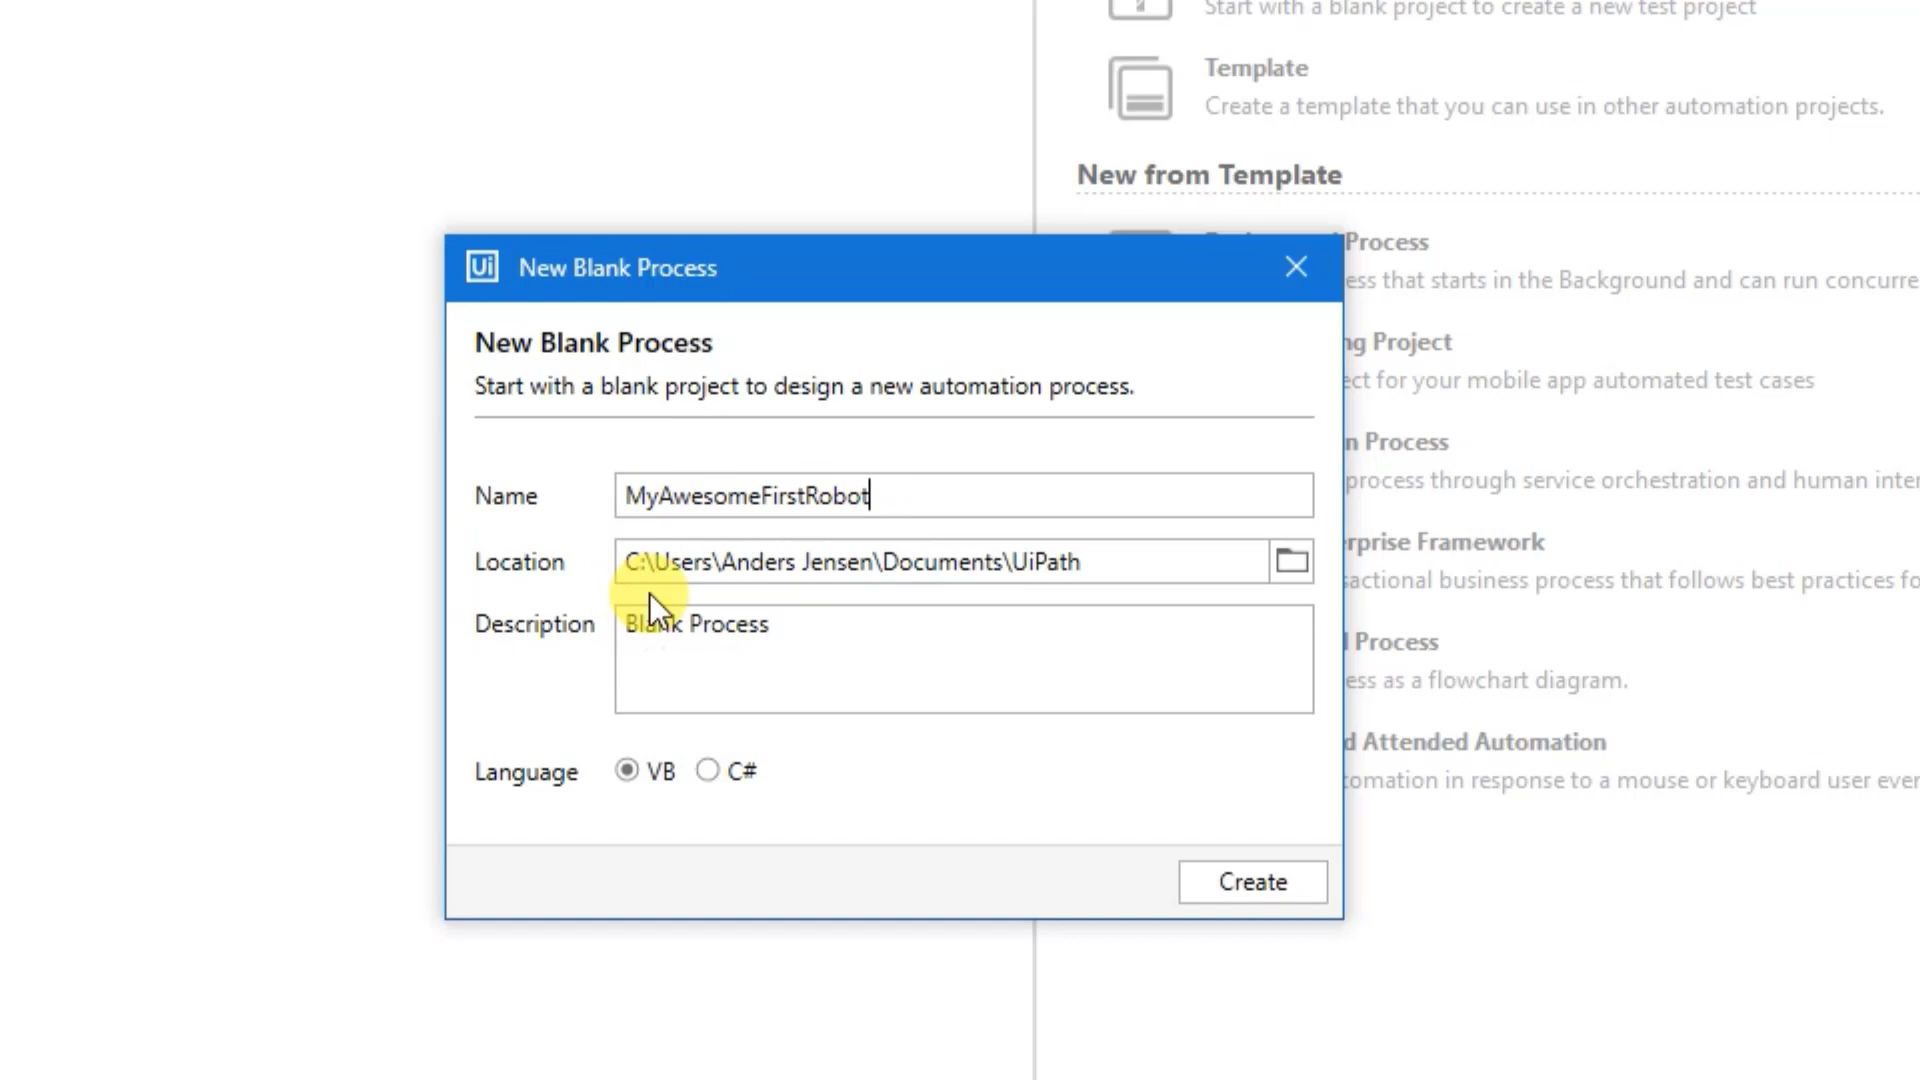 Start with a blank project to create a new test project
Template
Create a template that you can use in other automation projects.
New from Template
Process
ess that starts in the Background and can run concurre
Ui New Blank Process
New Blank Process
ng Project
Start with a blank project to design a new automation process.
ect for your mobile app automated test cases
n Process
process through service orchestration and human inter
Name MyAwesomeFirstRobot
rprise Framework
Location C:\Users\Anders Jensen\Documents\UiPath
sactional business process that follows best practices fo
Description Blank Process
l Process
ess as a flowchart diagram.
d Attended Automation
Language VB C#
tomation in response to a mouse or keyboard user ever
Create